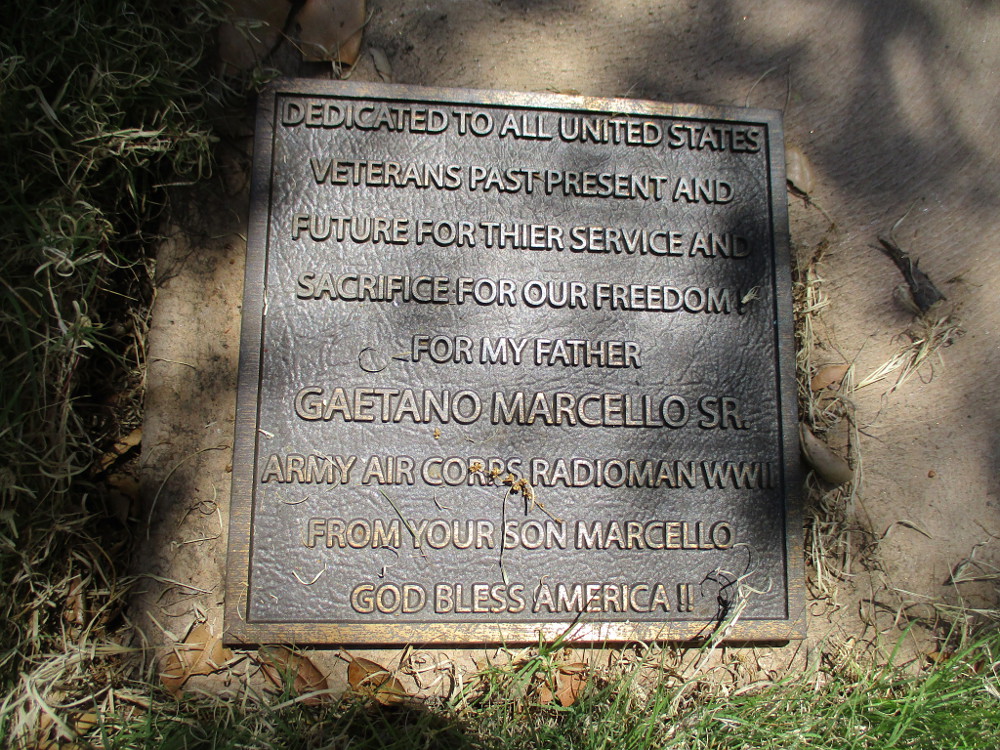 DEDICATED TO ALL UNITED STATES
VETERANS PAST PRESENT AND
FUTURE FOR THIER SERVICE AND
SACRIFICE FOR OUR FREEDOM !
FOR MY FATHER
GAETANO MARCELLO SR.
ARMY AIR CORPS RADIOMAN WWII
FROM YOUR SON MARCELLO
GOD BLESS AMERICA !!